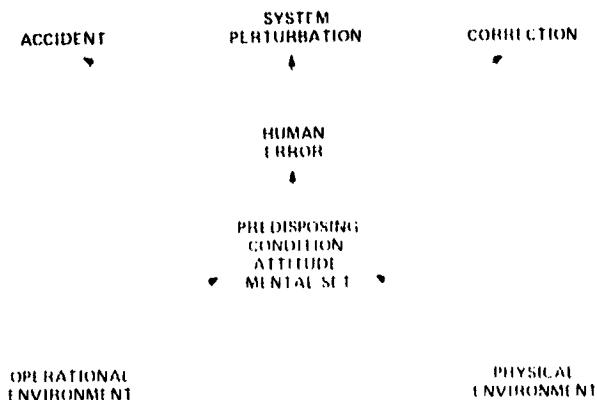 SYSTEM
ACCIDENT PERTURBATION CORRECTION
HUMAN
ERROR
PREDISPOSING
CONDITION
ATTITUDE
MENTAL SET
OPERATIONAL PHYSICAL
ENVIRONMENT ENVIRONMENT